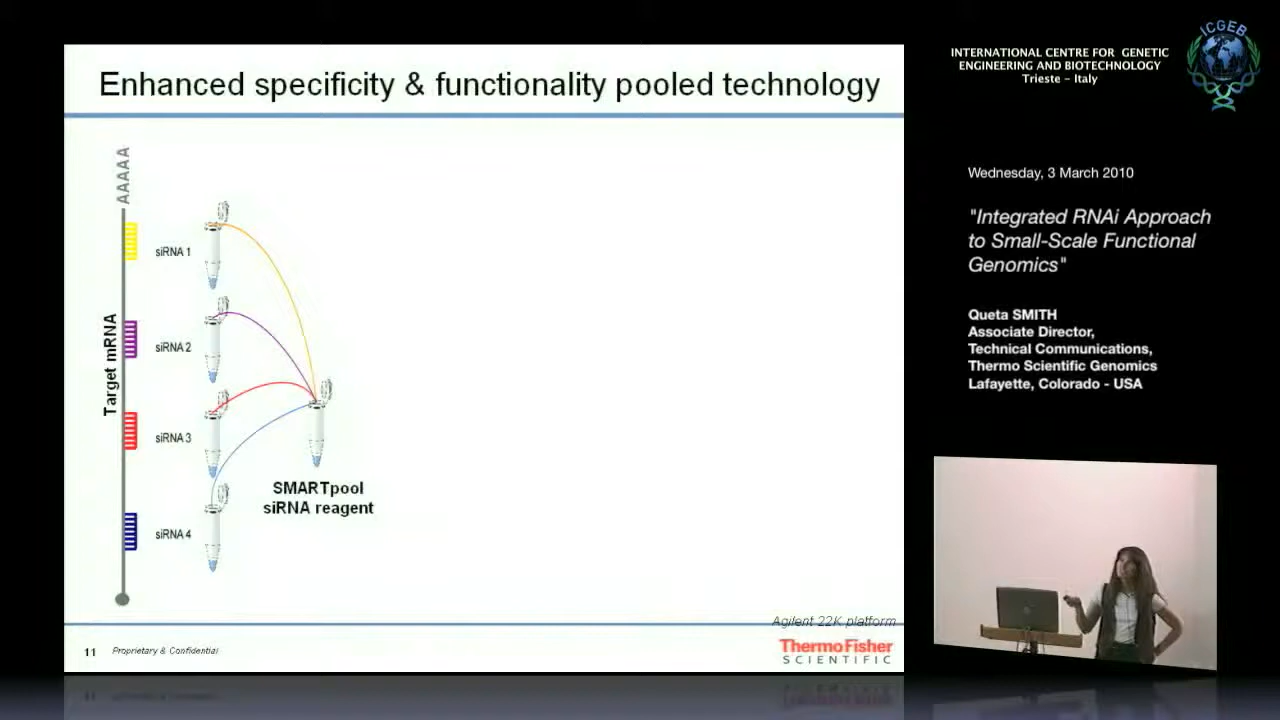 Enhanced specificity & functionality pooled technology
AAAAA
Target mRNA
siRNA 1
siRNA 2
siRNA 3
siRNA 4
SMARTpool
siRNA reagent
Agilent 22K platform
11 Proprietary & Confidential
ThermoFisher
SCIENTIFIC
INTERNATIONAL CENTRE FOR GENETIC
ENGINEERING AND BIOTECHNOLOGY
Trieste – Italy
ICGEB
Wednesday, 3 March 2010
"Integrated RNAi Approach
to Small-Scale Functional
Genomics"
Queta SMITH
Associate Director,
Technical Communications,
Thermo Scientific Genomics
Lafayette, Colorado - USA